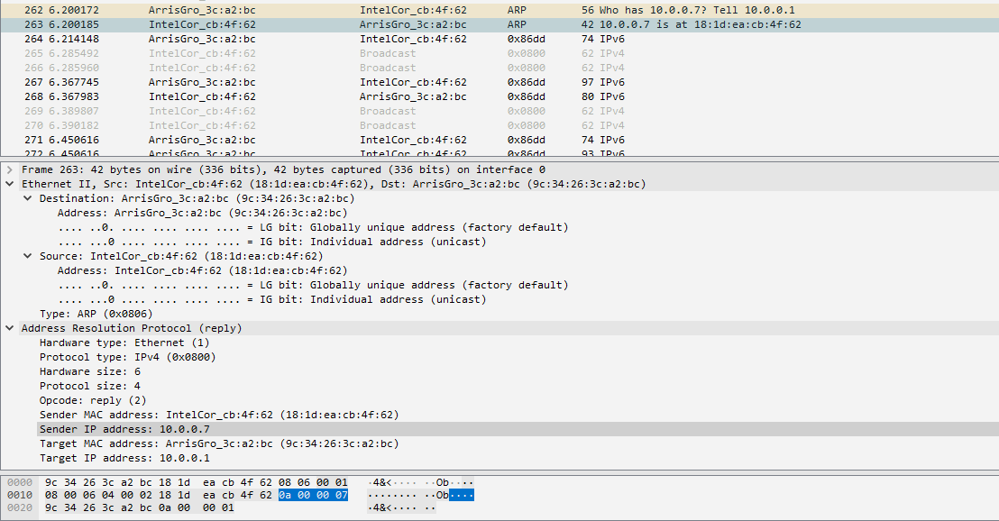 262 6.200172 ArrisGro_3c:a2:bc IntelCor_cb:4f:62 ARP 56 Who has 10.0.0.7? Tell 10.0.0.1
263 6.200185 IntelCor_cb:4f:62 ArrisGro_3c:a2:bc ARP 42 10.0.0.7 is at 18:1d:ea:cb:4f:62
264 6.214148 ArrisGro_3c:a2:bc IntelCor_cb:4f:62 0x86dd 74 IPv6
265 6.285492 IntelCor_cb:4f:62 Broadcast 0x0800 62 IPv4
266 6.285960 IntelCor_cb:4f:62 Broadcast 0x0800 62 IPv4
267 6.367745 ArrisGro_3c:a2:bc IntelCor_cb:4f:62 0x86dd 97 IPv6
268 6.367983 IntelCor_cb:4f:62 ArrisGro_3c:a2:bc 0x86dd 80 IPv6
269 6.389807 IntelCor_cb:4f:62 Broadcast 0x0800 62 IPv4
270 6.390182 IntelCor_cb:4f:62 Broadcast 0x0800 62 IPv4
271 6.450616 ArrisGro_3c:a2:bc IntelCor_cb:4f:62 0x86dd 74 IPv6
272 6.450616 ArrisGro_3c:a2:bc IntelCor_cb:4f:62 0x86dd 93 IPv6
Frame 263: 42 bytes on wire (336 bits), 42 bytes captured (336 bits) on interface 0
Ethernet II, Src: IntelCor_cb:4f:62 (18:1d:ea:cb:4f:62), Dst: ArrisGro_3c:a2:bc (9c:34:26:3c:a2:bc)
Destination: ArrisGro_3c:a2:bc (9c:34:26:3c:a2:bc)
Address: ArrisGro_3c:a2:bc (9c:34:26:3c:a2:bc)
.... ..0. .... .... .... .... = LG bit: Globally unique address (factory default)
.... ...0 .... .... .... .... = IG bit: Individual address (unicast)
Source: IntelCor_cb:4f:62 (18:1d:ea:cb:4f:62)
Address: IntelCor_cb:4f:62 (18:1d:ea:cb:4f:62)
.... ..0. .... .... .... .... = LG bit: Globally unique address (factory default)
.... ...0 .... .... .... .... = IG bit: Individual address (unicast)
Type: ARP (0x0806)
Address Resolution Protocol (reply)
Hardware type: Ethernet (1)
Protocol type: IPv4 (0x0800)
Hardware size: 6
Protocol size: 4
Opcode: reply (2)
Sender MAC address: IntelCor_cb:4f:62 (18:1d:ea:cb:4f:62)
Sender IP address: 10.0.0.7
Target MAC address: ArrisGro_3c:a2:bc (9c:34:26:3c:a2:bc)
Target IP address: 10.0.0.1
0000 9c 34 26 3c a2 bc 18 1d ea cb 4f 62 08 06 00 01 ·4&<···· ··Ob····
0010 08 00 06 04 00 02 18 1d ea cb 4f 62 0a 00 00 07 ········ ··Ob····
0020 9c 34 26 3c a2 bc 0a 00 00 01 ·4&<···· ··